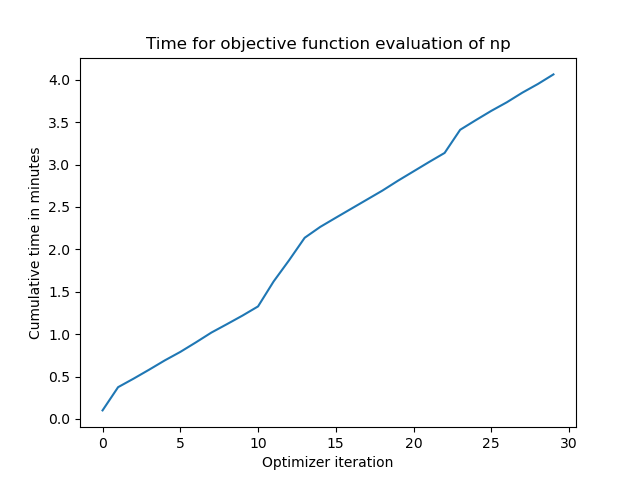 Time for objective function evaluation of np
Cumulative time in minutes
4.0
3.5
3.0
2.5
2.0
1.5
1.0
0.5
0.0
0 5 10 15 20 25 30
Optimizer iteration